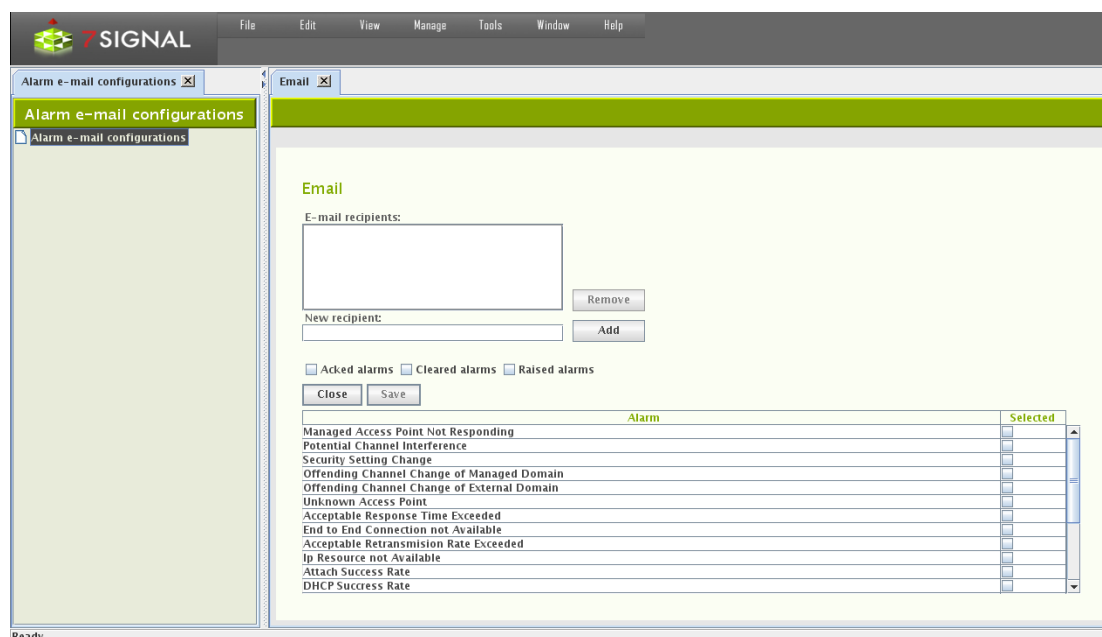 7SIGNAL
File Edit View Manage Tools Window Help
Alarm e-mail configurations
Email
Alarm e-mail configurations
Alarm e-mail configurations
Email
E-mail recipients:
Remove
New recipient:
Add
Acked alarms Cleared alarms Raised alarms
Close Save
Alarm Selected
Managed Access Point Not Responding
Potential Channel Interference
Security Setting Change
Offending Channel Change of Managed Domain
Offending Channel Change of External Domain
Unknown Access Point
Acceptable Response Time Exceeded
End to End Connection not Available
Acceptable Retransmision Rate Exceeded
Ip Resource not Available
Attach Success Rate
DHCP Succress Rate
Ready